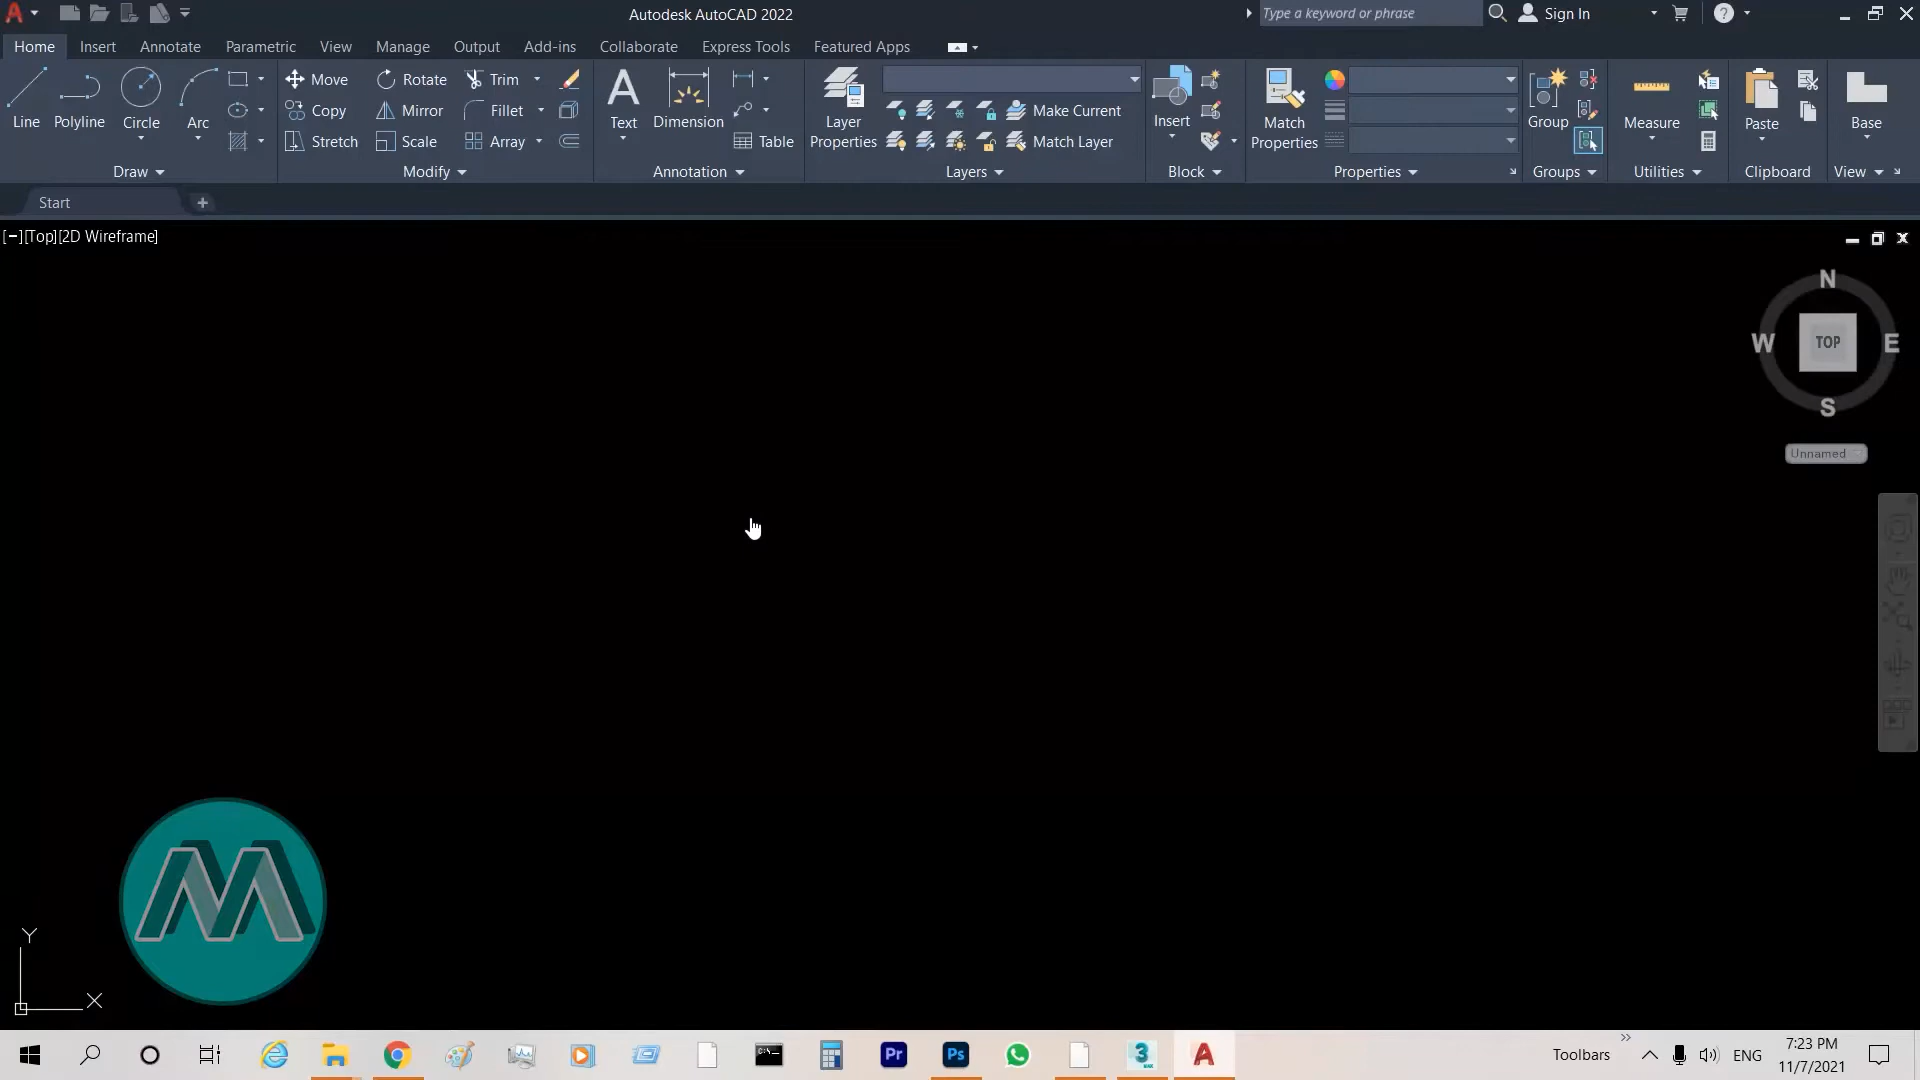 Autodesk AutoCAD 2022
Type a keyword or phrase
Sign In
Home Insert Annotate Parametric View Manage Output Add-ins Collaborate Express Tools Featured Apps
Line Polyline Circle Arc
Move Rotate Trim
Copy Mirror Fillet
Stretch Scale Array
Text Dimension
Table
Layer Properties
Make Current
Match Layer
Insert
Match Properties
Group
Measure
Paste
Base
Draw Modify Annotation Layers Block Properties Groups Utilities Clipboard View
Start
[−][Top][2D Wireframe]
N
W TOP E
S
Unnamed
Y
X
Pr
Ps
3
A
Toolbars
ENG
7:23 PM
11/7/2021